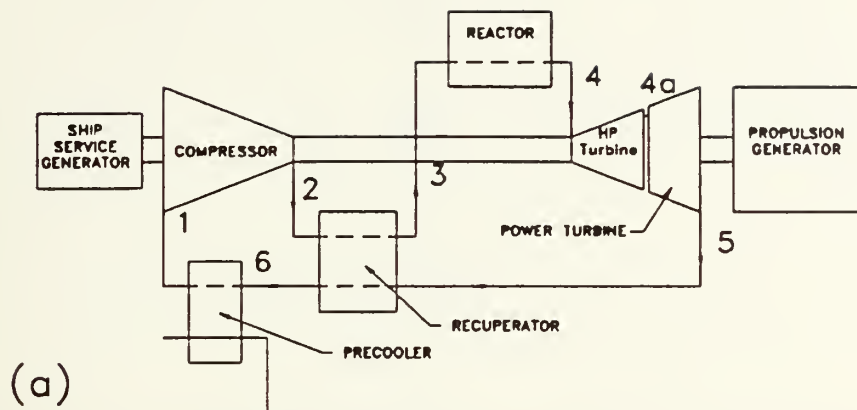 REACTOR
4
4a
SHIP
SERVICE
GENERATOR
COMPRESSOR
HP
Turbine
PROPULSION
GENERATOR
2
3
1
POWER TURBINE
5
6
RECUPERATOR
PRECOOLER
(a)